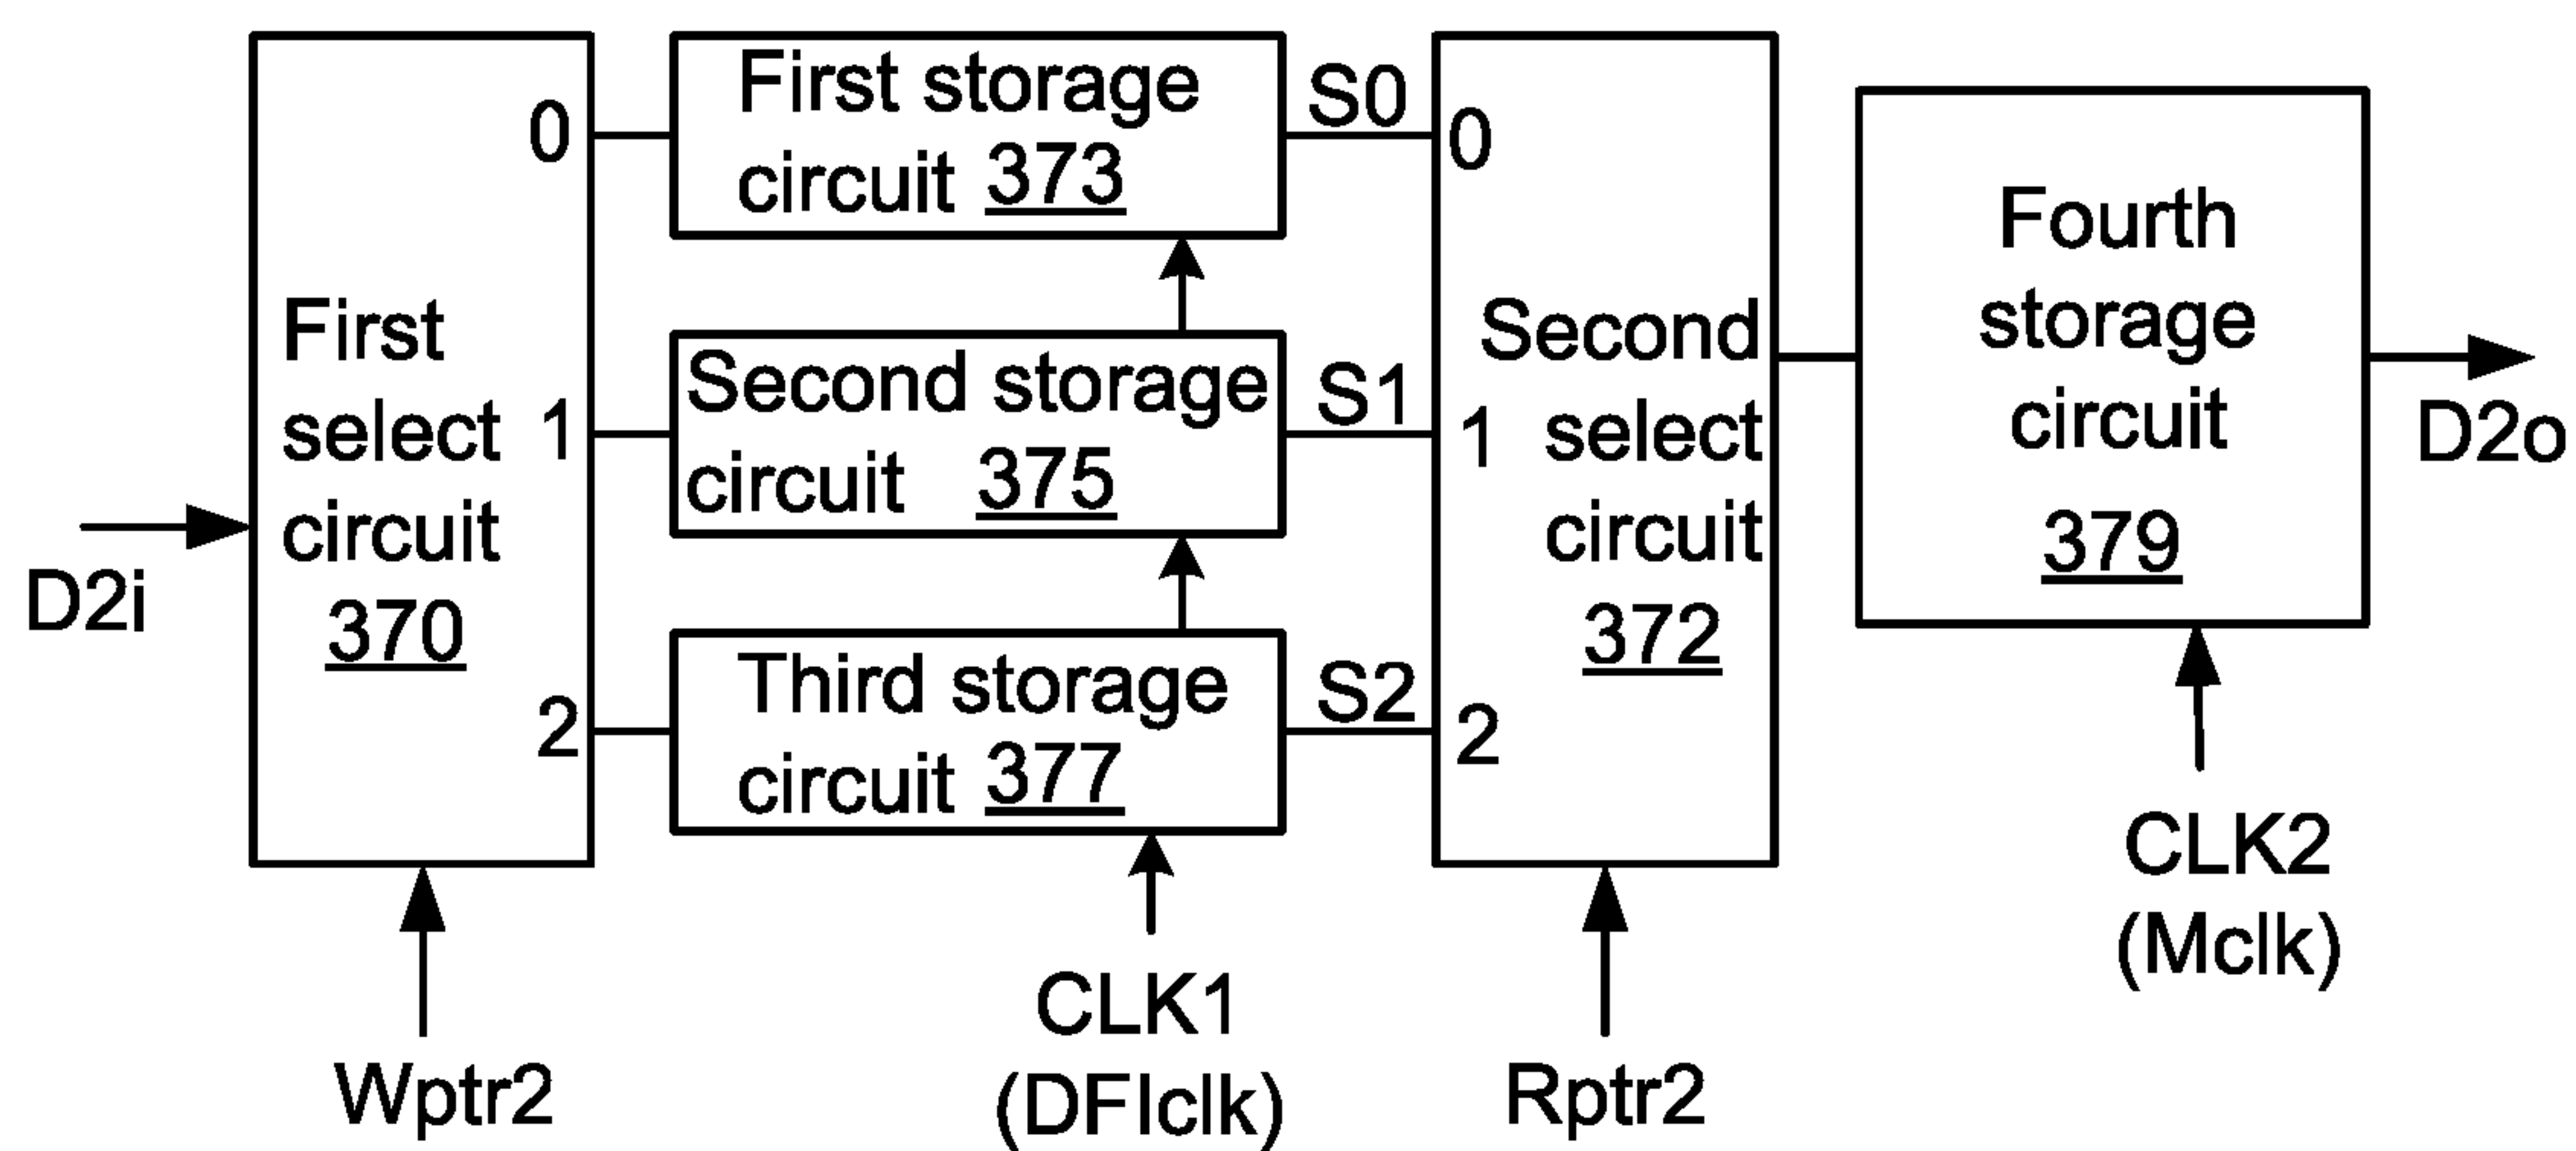 First
select
circuit
370
0
1
2
D2i
Wptr2
First storage
circuit 373
Second storage
circuit 375
Third storage
circuit 377
CLK1
(DFIclk)
S0
S1
S2
0
1
2
Second
select
circuit
372
Rptr2
Fourth
storage
circuit
379
CLK2
(Mclk)
D2o